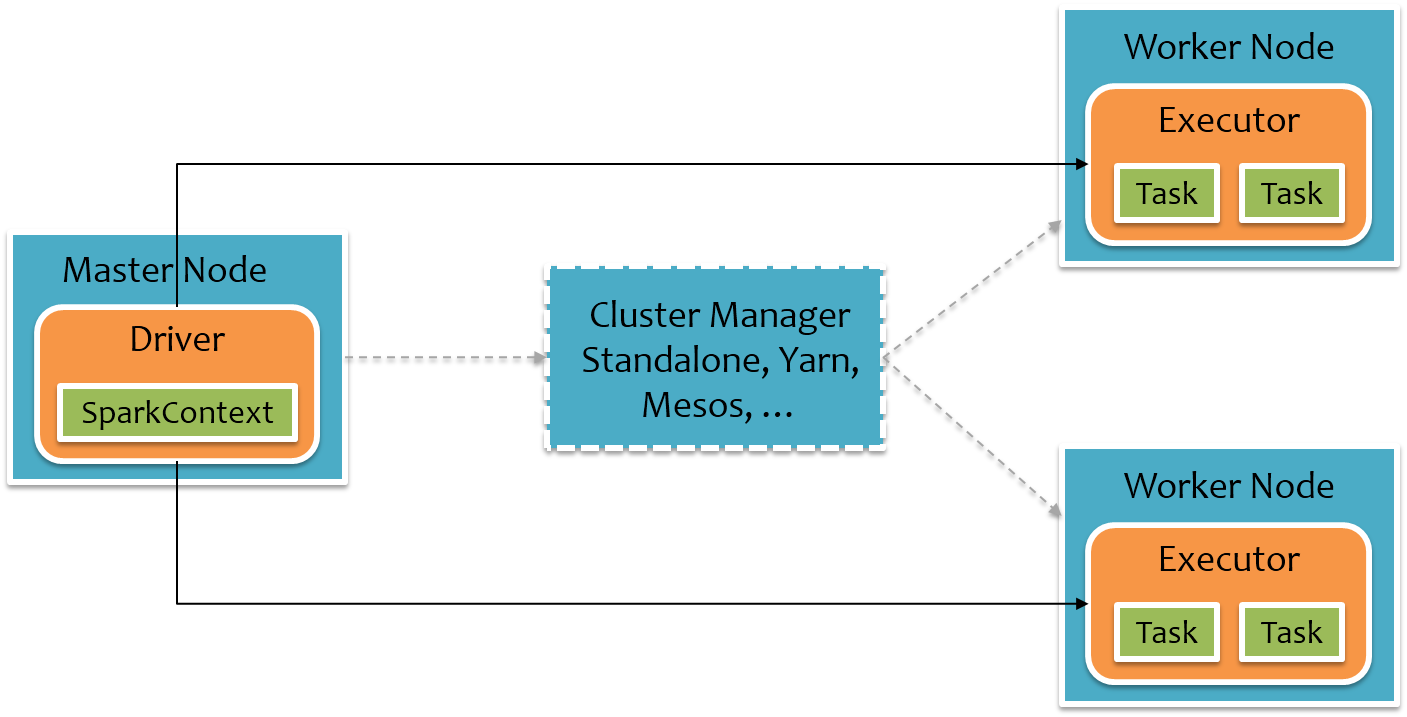 Master Node
Driver
SparkContext
Cluster Manager
Standalone, Yarn,
Mesos, ...
Worker Node
Executor
Task Task
Worker Node
Executor
Task Task